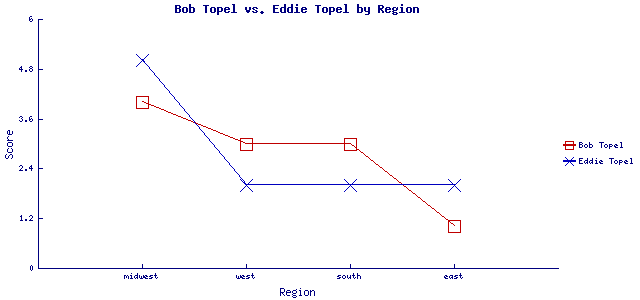 Bob Topel vs. Eddie Topel by Region
6
4.8
3.6
2.4
1.2
0
Score
midwest west south east
Region
Bob Topel
Eddie Topel